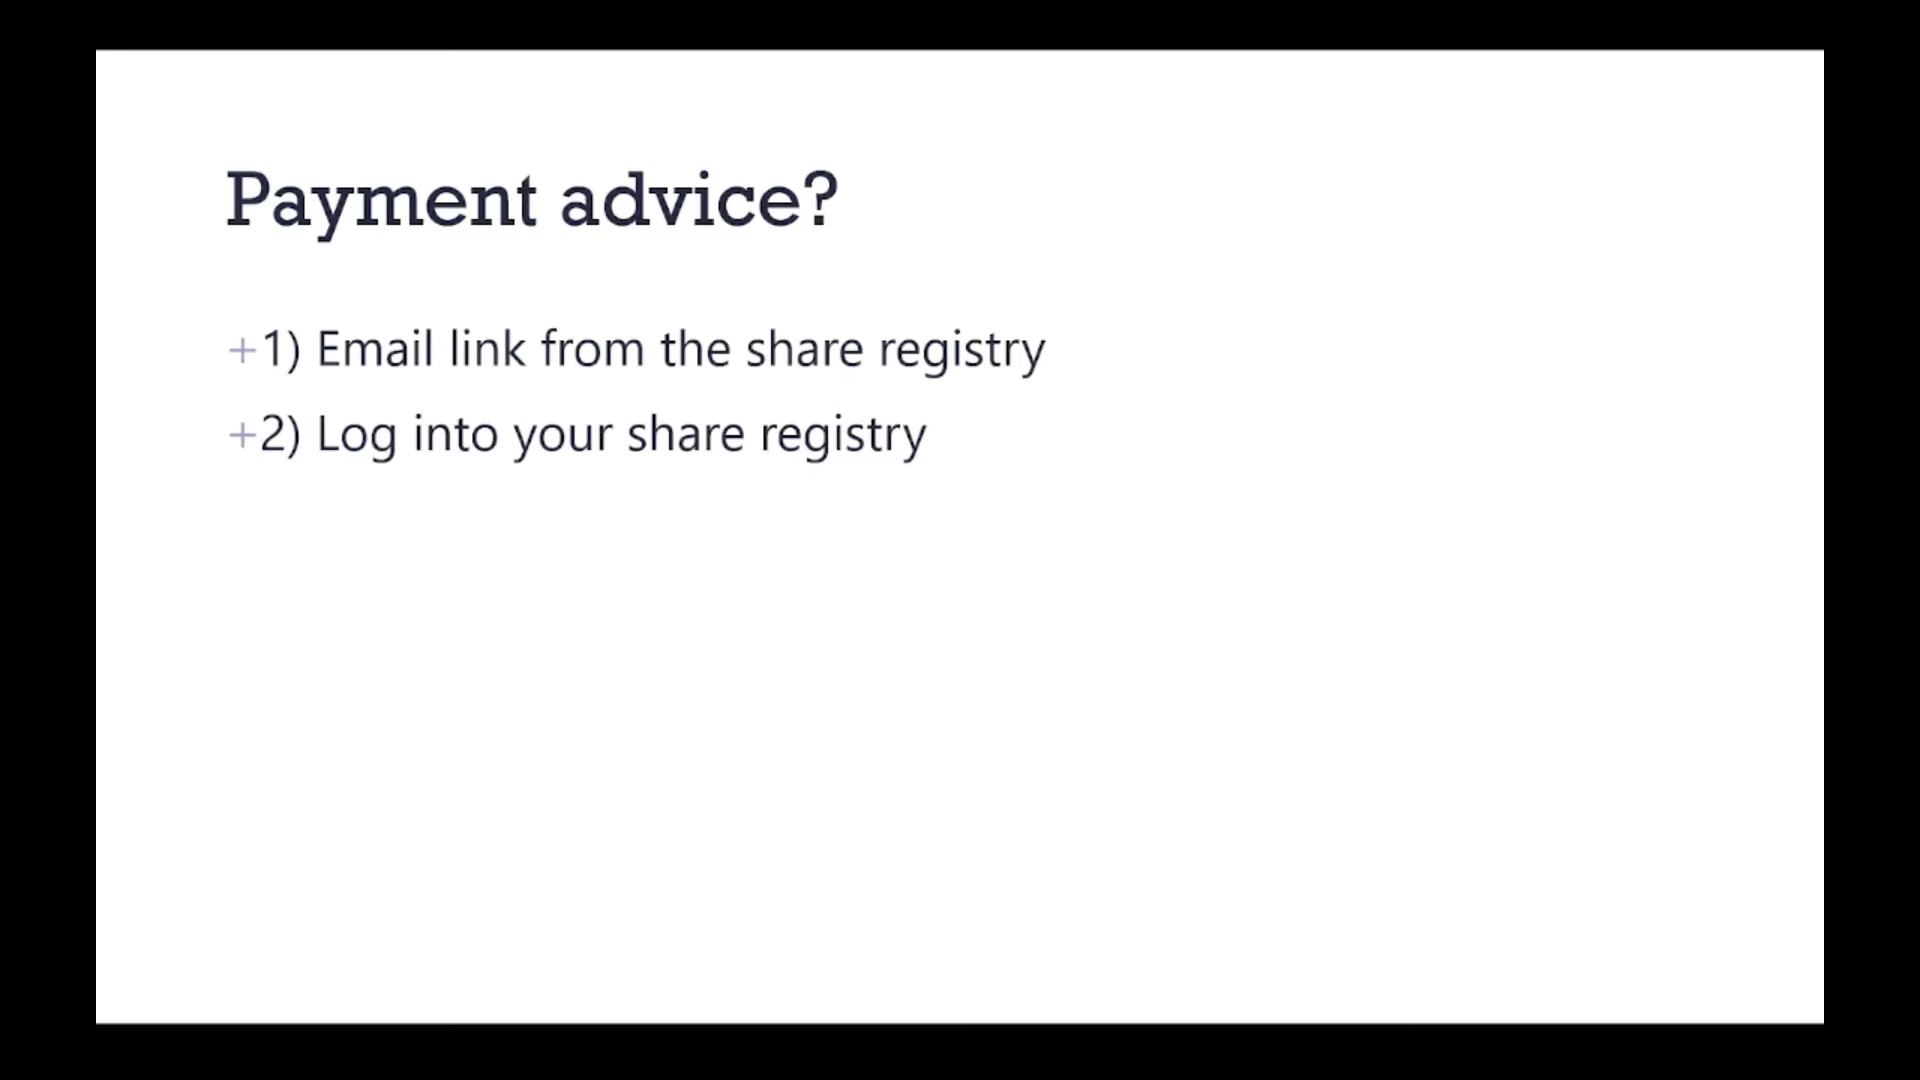 Payment advice?
+1) Email link from the share registry
+2) Log into your share registry